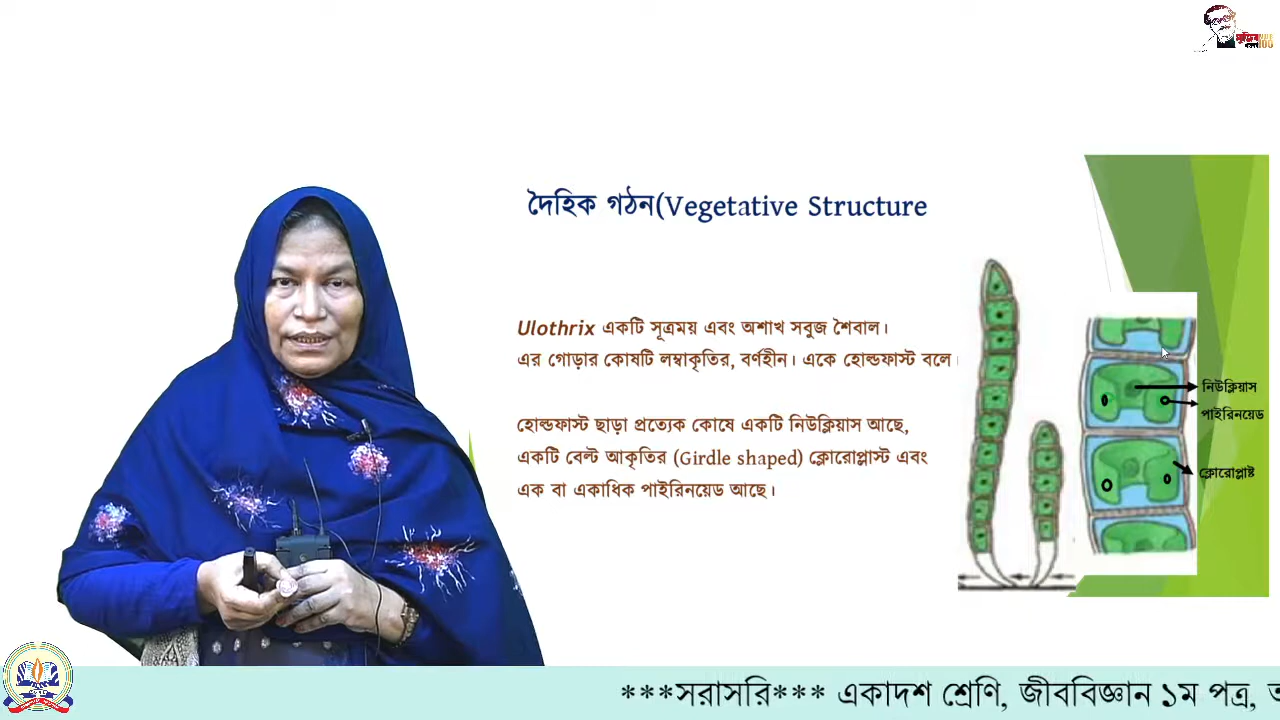 দৈহিক গঠন(Vegetative Structure
Ulothrix একটি সূত্রময় এবং অশাখ সবুজ শৈবাল।
এর গোড়ার কোষটি লম্বাকৃতির, বর্ণহীন। একে হোল্ডফাস্ট বলে।
হোল্ডফাস্ট ছাড়া প্রত্যেক কোষে একটি নিউক্লিয়াস আছে,
একটি বেল্ট আকৃতির (Girdle shaped) ক্লোরোপ্লাস্ট এবং
এক বা একাধিক পাইরিনয়েড আছে।
নিউক্লিয়াস
পাইরিনয়েড
ক্লোরোপ্লাষ্ট
***সরাসরি*** একাদশ শ্রেণি, জীববিজ্ঞান ১ম পত্র,